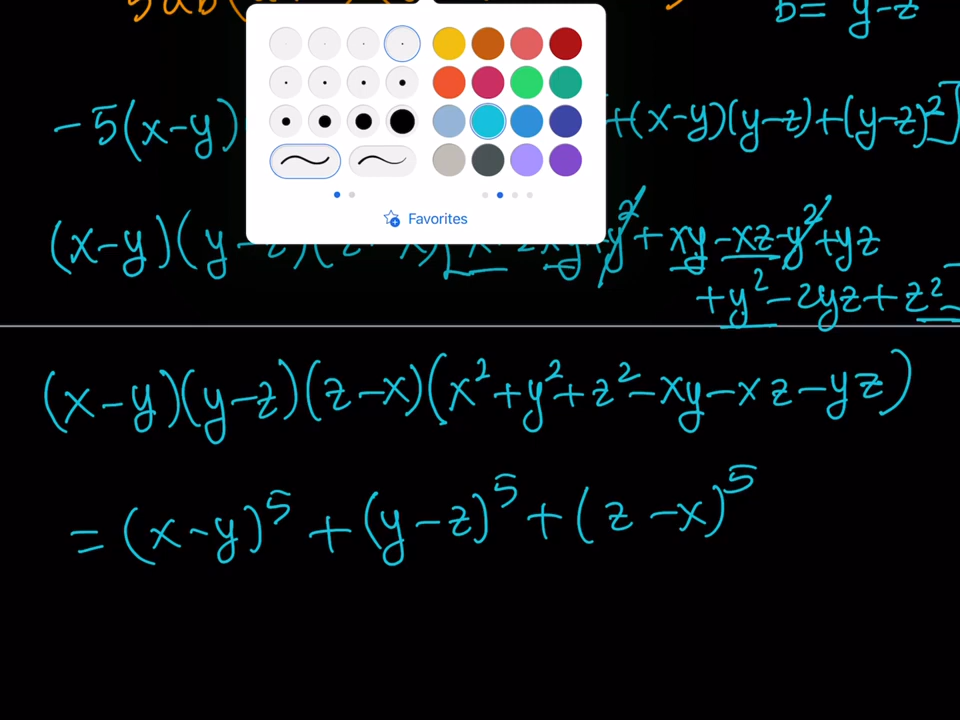 5ab(
b= y-z
-5(x-y) +(x-y)(y-z)+(y-z)²]
Favorites
(x-y)(y +xy-xz-y²+yz
+y²-2yz+z²
(x-y)(y-z)(z-x)(x²+y²+z²-xy-xz-yz)
=(x-y)⁵+(y-z)⁵+(z-x)⁵